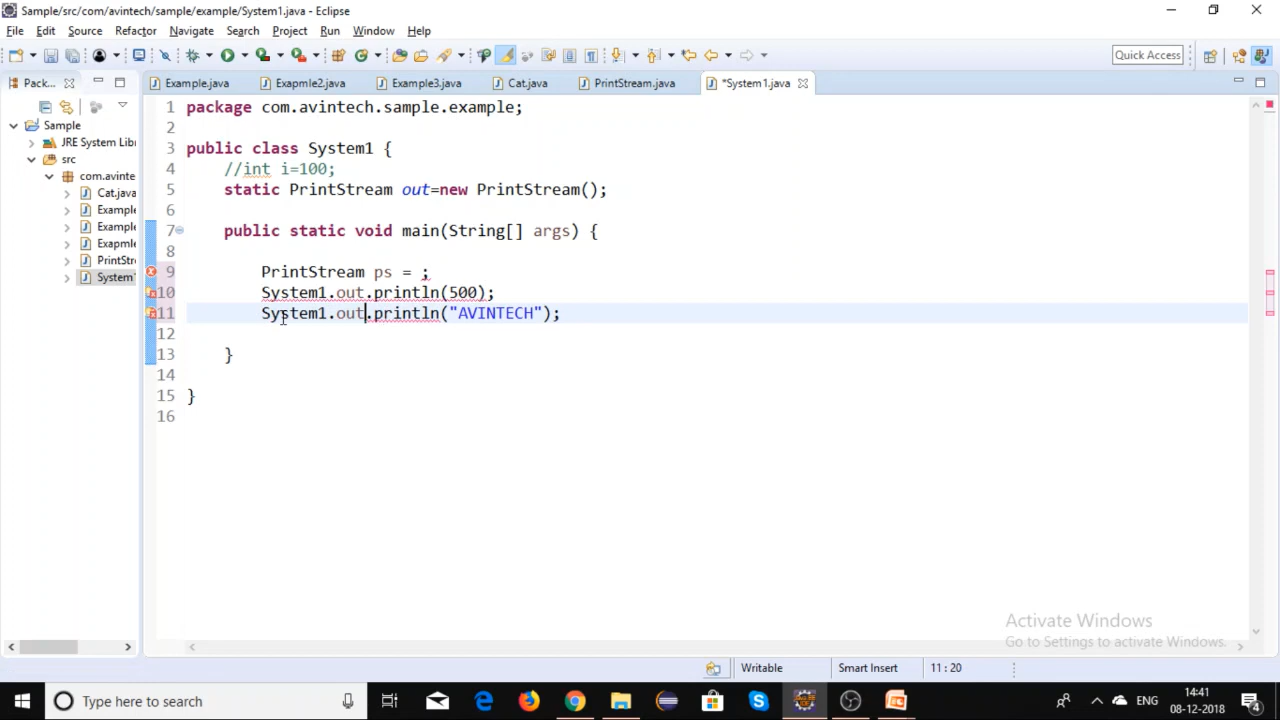 Sample/src/com/avintech/sample/example/System1.java - Eclipse
File Edit Source Refactor Navigate Search Project Run Window Help
Quick Access
Pack...
Example.java Exapmle2.java Example3.java Cat.java PrintStream.java *System1.java
Sample
JRE System Lib
src
com.avinte
Cat.java
Example
Example
Exapmle
PrintStr
System1
1 package com.avintech.sample.example;
2
3 public class System1 {
4 //int i=100;
5 static PrintStream out=new PrintStream();
6
7 public static void main(String[] args) {
8
9 PrintStream ps = ;
10 System1.out.println(500);
11 System1.out.println("AVINTECH");
12
13 }
14
15 }
16
Activate Windows
Go to Settings to activate Windows.
Writable Smart Insert 11 : 20
Type here to search
ENG
14:41
08-12-2018
4